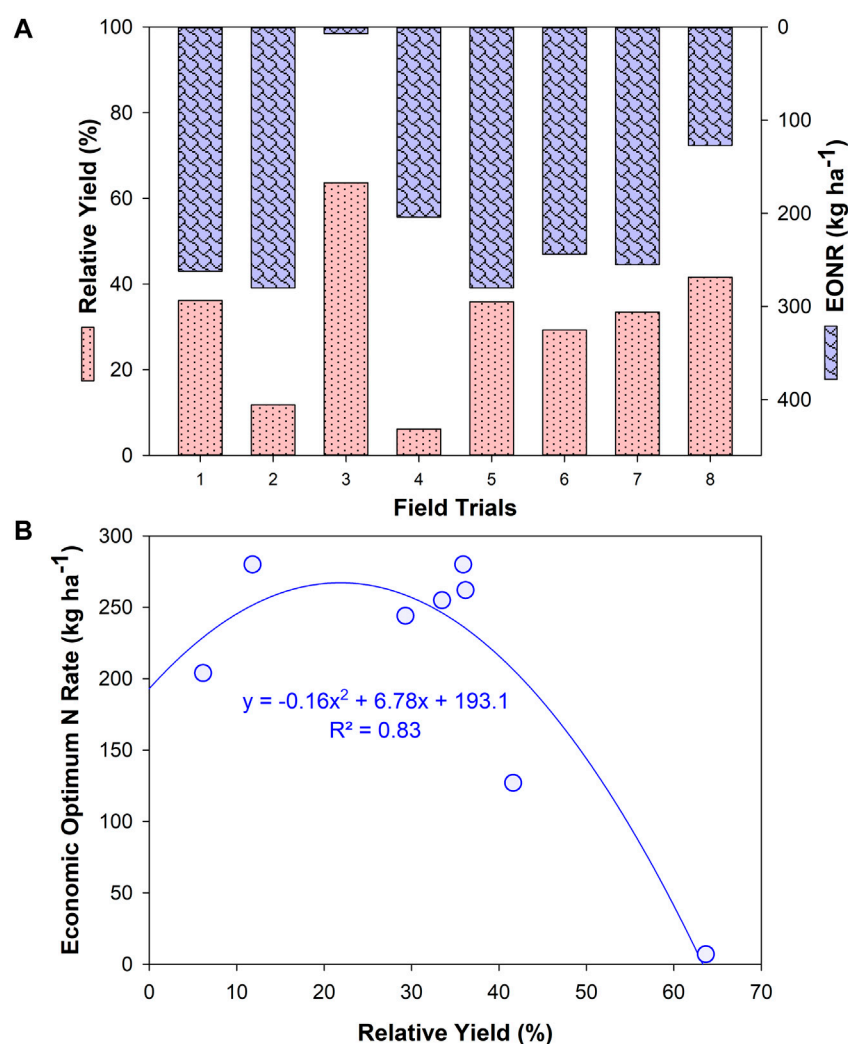 A
Relative Yield (%)
100
80
60
40
20
0
0
100
200
300
400
EONR (kg ha⁻¹)
1 2 3 4 5 6 7 8
Field Trials
B
Economic Optimum N Rate (kg ha⁻¹)
300
250
200
150
100
50
0
y = -0.16x² + 6.78x + 193.1
R² = 0.83
0 10 20 30 40 50 60 70
Relative Yield (%)